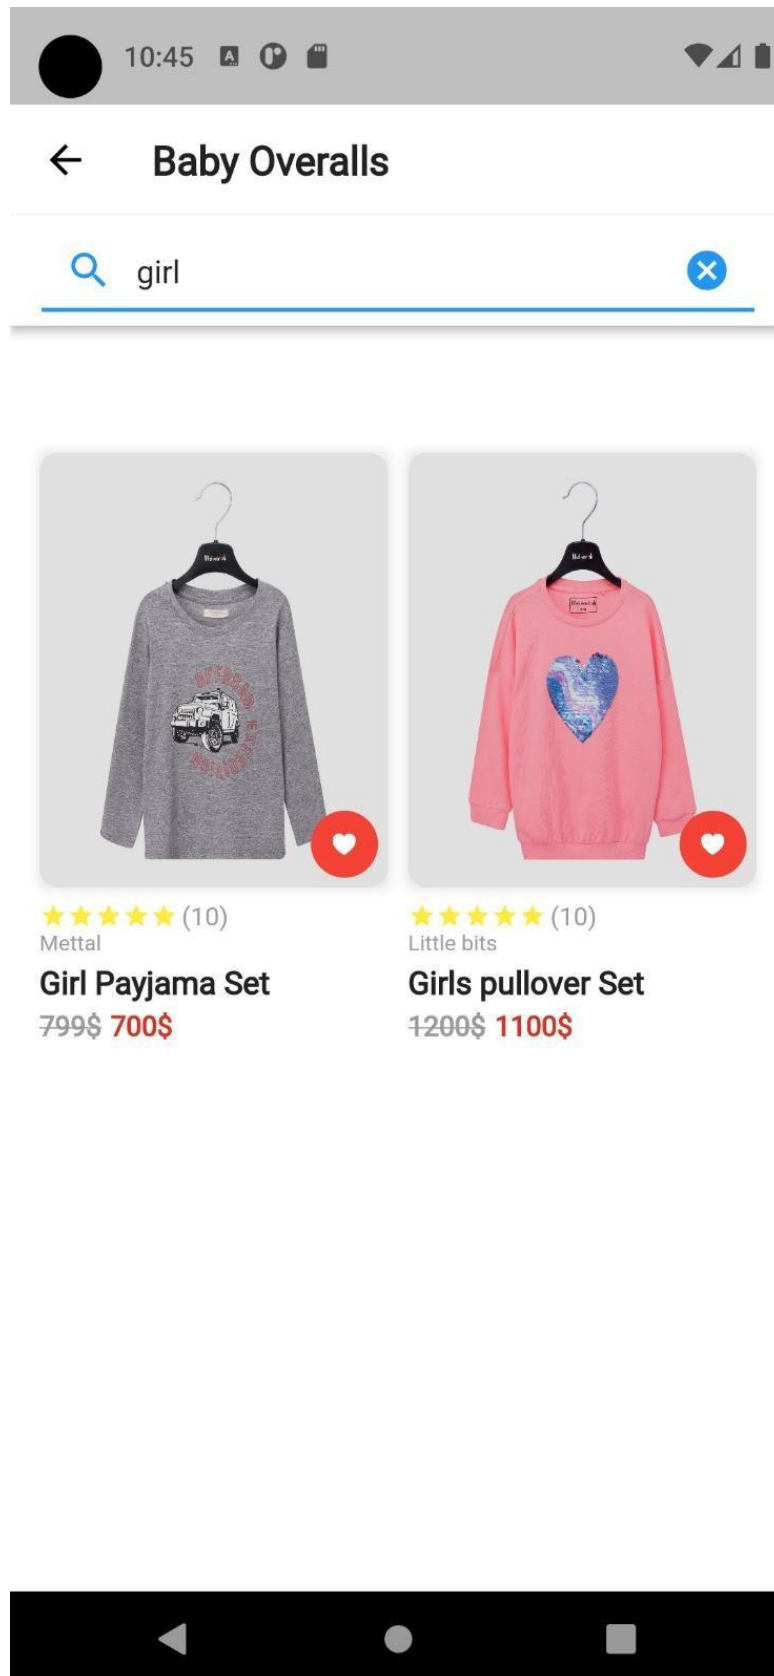 10:45
Baby Overalls
girl
OFFROAD
(10)
(10)
Mettal
Little bits
Girl Payjama Set
Girls pullover Set
799$ 700$
1200$ 1100$